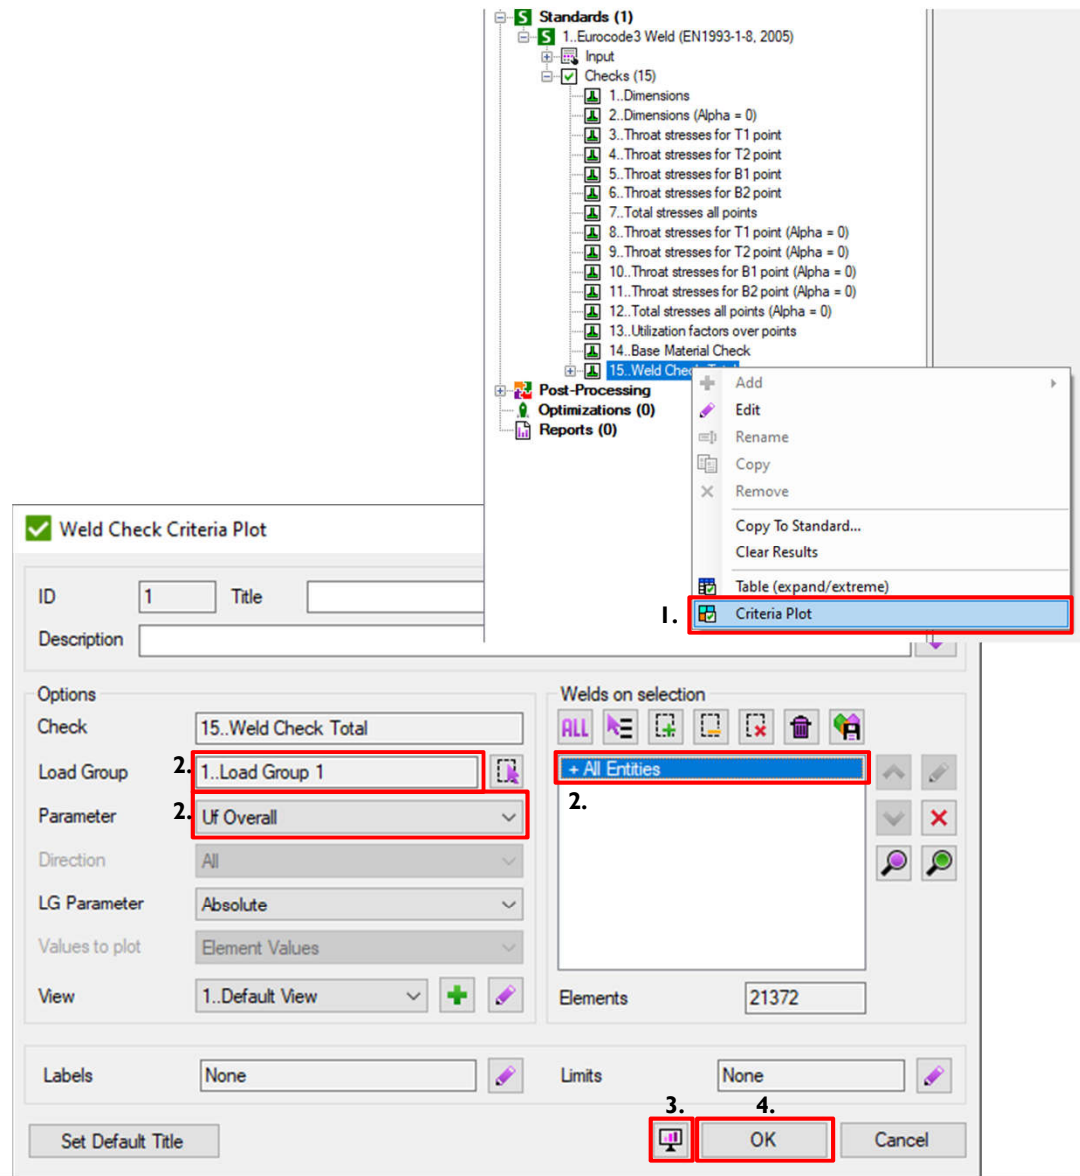 Standards (1)
1..Eurocode3 Weld (EN1993-1-8, 2005)
Input
Checks (15)
1..Dimensions
2..Dimensions (Alpha = 0)
3..Throat stresses for T1 point
4..Throat stresses for T2 point
5..Throat stresses for B1 point
6..Throat stresses for B2 point
7..Total stresses all points
8..Throat stresses for T1 point (Alpha = 0)
9..Throat stresses for T2 point (Alpha = 0)
10..Throat stresses for B1 point (Alpha = 0)
11..Throat stresses for B2 point (Alpha = 0)
12..Total stresses all points (Alpha = 0)
13..Utilization factors over points
14..Base Material Check
15..Weld Check Total
Post-Processing
Optimizations (0)
Reports (0)
Add
Edit
Rename
Copy
Remove
Copy To Standard...
Clear Results
Table (expand/extreme)
1. Criteria Plot
Weld Check Criteria Plot
ID 1 Title
Description
Options
Check 15..Weld Check Total
Load Group 2. 1..Load Group 1
Parameter 2. Uf Overall
Direction All
LG Parameter Absolute
Values to plot Element Values
View 1..Default View
Welds on selection
ALL
+ All Entities
2.
Elements 21372
Labels None
Limits None
3. 4.
Set Default Title OK Cancel